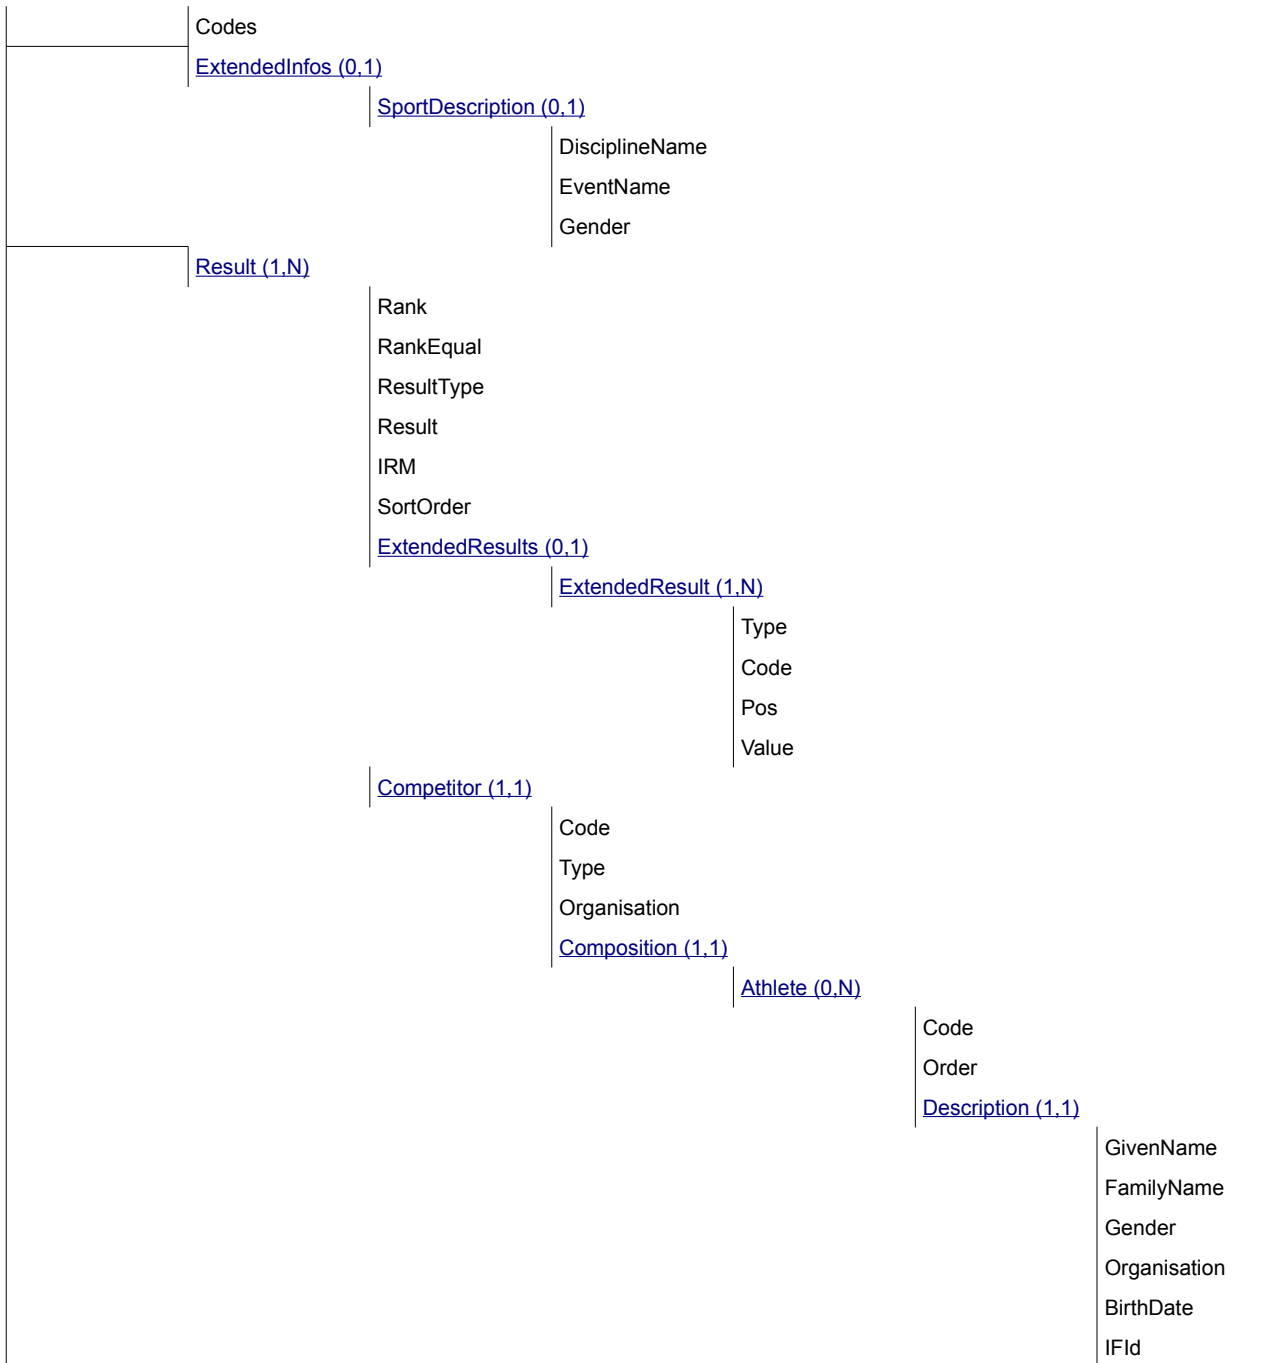 Codes
ExtendedInfos (0,1)
SportDescription (0,1)
DisciplineName
EventName
Gender
Result (1,N)
Rank
RankEqual
ResultType
Result
IRM
SortOrder
ExtendedResults (0,1)
ExtendedResult (1,N)
Type
Code
Pos
Value
Competitor (1,1)
Code
Type
Organisation
Composition (1,1)
Athlete (0,N)
Code
Order
Description (1,1)
GivenName
FamilyName
Gender
Organisation
BirthDate
IFId